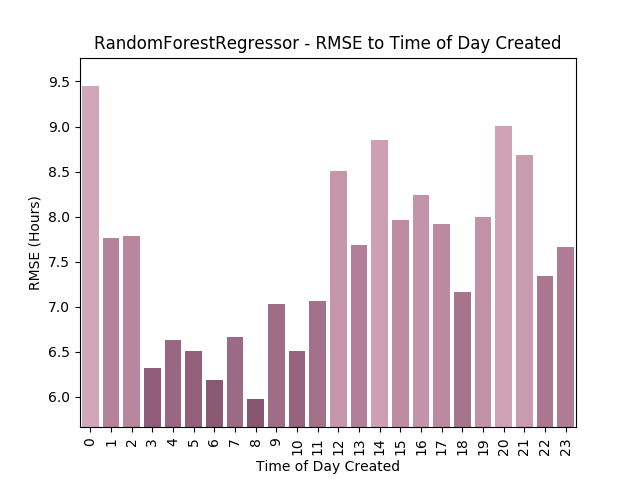 RandomForestRegressor - RMSE to Time of Day Created
RMSE (Hours)
9.5
9.0
8.5
8.0
7.5
7.0
6.5
6.0
0 1 2 3 4 5 6 7 8 9 10 11 12 13 14 15 16 17 18 19 20 21 22 23
Time of Day Created